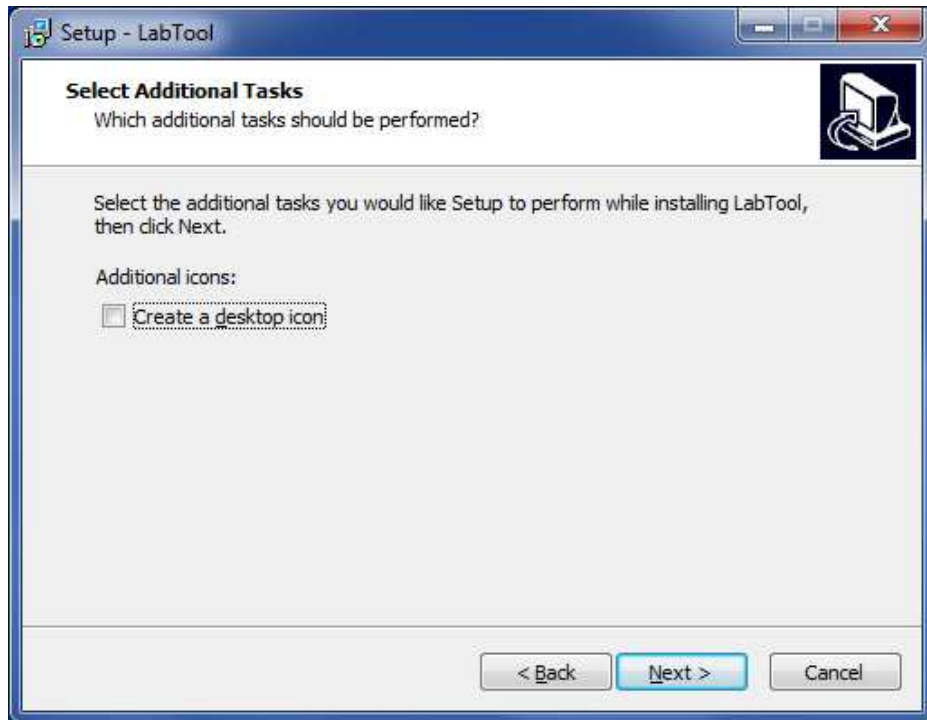 Setup - LabTool
Select Additional Tasks
Which additional tasks should be performed?
Select the additional tasks you would like Setup to perform while installing LabTool,
then click Next.
Additional icons:
Create a desktop icon
< Back
Next >
Cancel